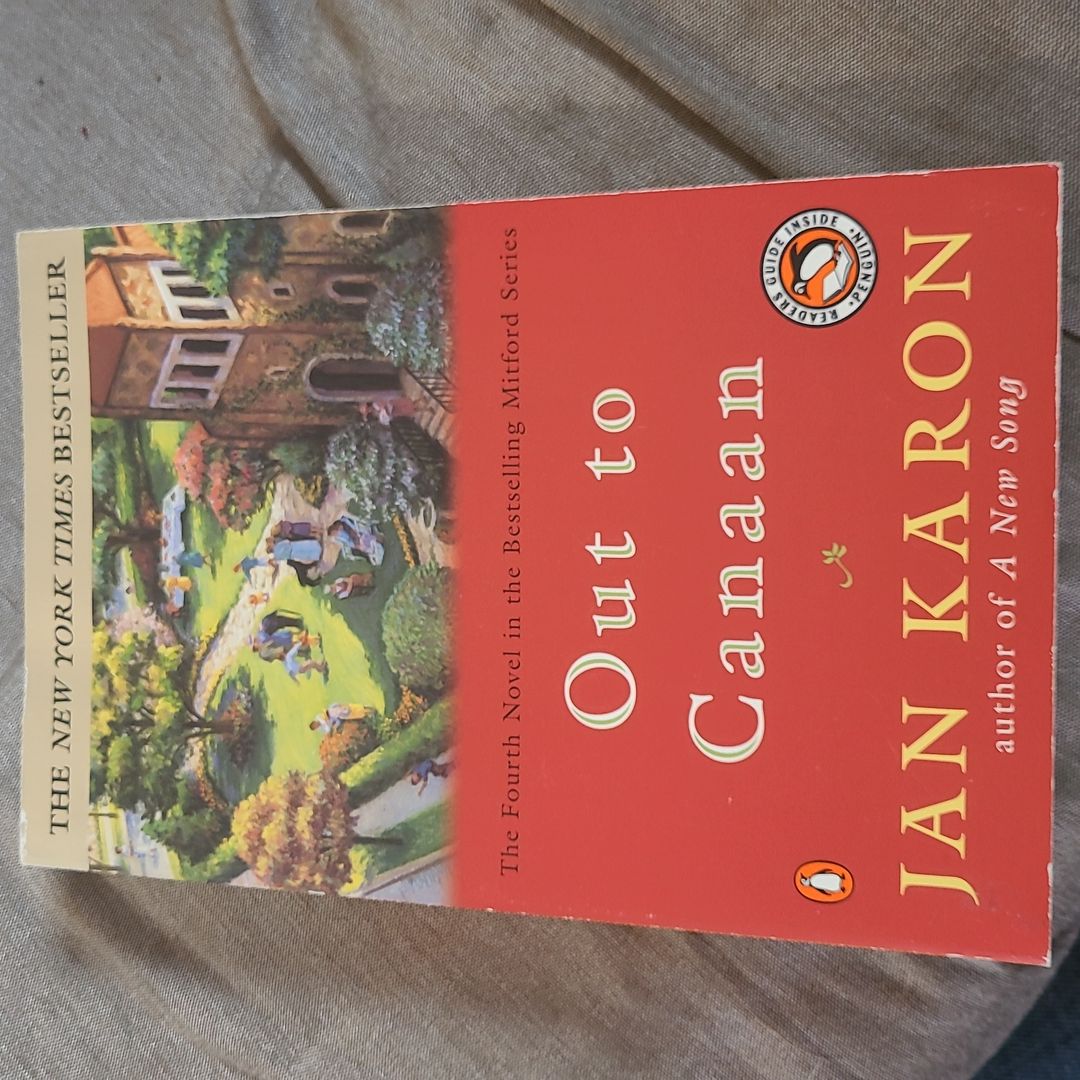 THE NEW YORK TIMES BESTSELLER
The Fourth Novel in the Bestselling Mitford Series
Out to
Canaan
READERS GUIDE INSIDE • PENGUIN •
JAN KARON
author of A New Song